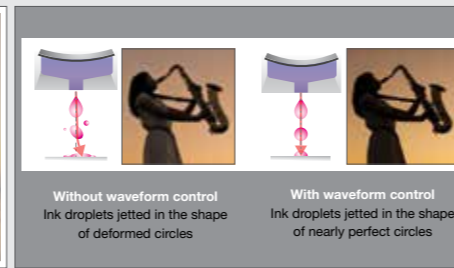 Without waveform control
Ink droplets jetted in the shape
of deformed circles
With waveform control
Ink droplets jetted in the shape
of nearly perfect circles